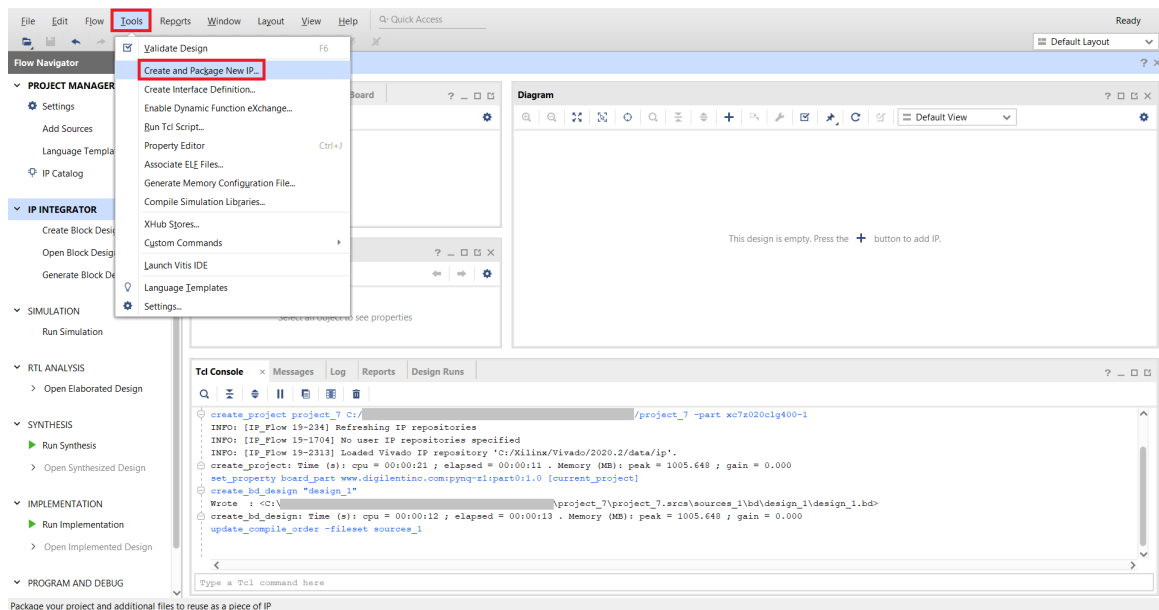 File Edit Flow Tools Reports Window Layout View Help Quick Access Ready
Default Layout
Flow Navigator
PROJECT MANAGER
Settings
Add Sources
Language Templa
IP Catalog
IP INTEGRATOR
Create Block Desig
Open Block Desig
Generate Block De
SIMULATION
Run Simulation
RTL ANALYSIS
Open Elaborated Design
SYNTHESIS
Run Synthesis
Open Synthesized Design
IMPLEMENTATION
Run Implementation
Open Implemented Design
PROGRAM AND DEBUG
Validate Design F6
Create and Package New IP...
Create Interface Definition...
Enable Dynamic Function eXchange...
Run Tcl Script...
Property Editor Ctrl+J
Associate ELF Files...
Generate Memory Configuration File...
Compile Simulation Libraries...
XHub Stores...
Custom Commands
Launch Vitis IDE
Language Templates
Settings...
Board
Select an object to see properties
Diagram
Default View
This design is empty. Press the + button to add IP.
Tcl Console × Messages Log Reports Design Runs
create_project project_7 C:/ /project_7 -part xc7z020clg400-1
INFO: [IP_Flow 19-234] Refreshing IP repositories
INFO: [IP_Flow 19-1704] No user IP repositories specified
INFO: [IP_Flow 19-2313] Loaded Vivado IP repository 'C:/Xilinx/Vivado/2020.2/data/ip'.
create_project: Time (s): cpu = 00:00:21 ; elapsed = 00:00:11 . Memory (MB): peak = 1005.648 ; gain = 0.000
set_property board_part www.digilentinc.com:pynq-z1:part0:1.0 [current_project]
create_bd_design "design_1"
Wrote : <C:\ \project_7\project_7.srcs\sources_1\bd\design_1\design_1.bd>
create_bd_design: Time (s): cpu = 00:00:12 ; elapsed = 00:00:13 . Memory (MB): peak = 1005.648 ; gain = 0.000
update_compile_order -fileset sources_1
Type a Tcl command here
Package your project and additional files to reuse as a piece of IP